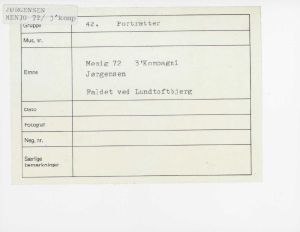 JØRGENSEN
MENIG 72/ 3'komp
Gruppe 42. Portrætter
Mus. nr.
Emne
Menig 72 3'Kompagni
Jørgensen
Faldet ved Lundtoftbjerg
Dato
Fotograf
Neg. nr.
Særlige
bemærkninger